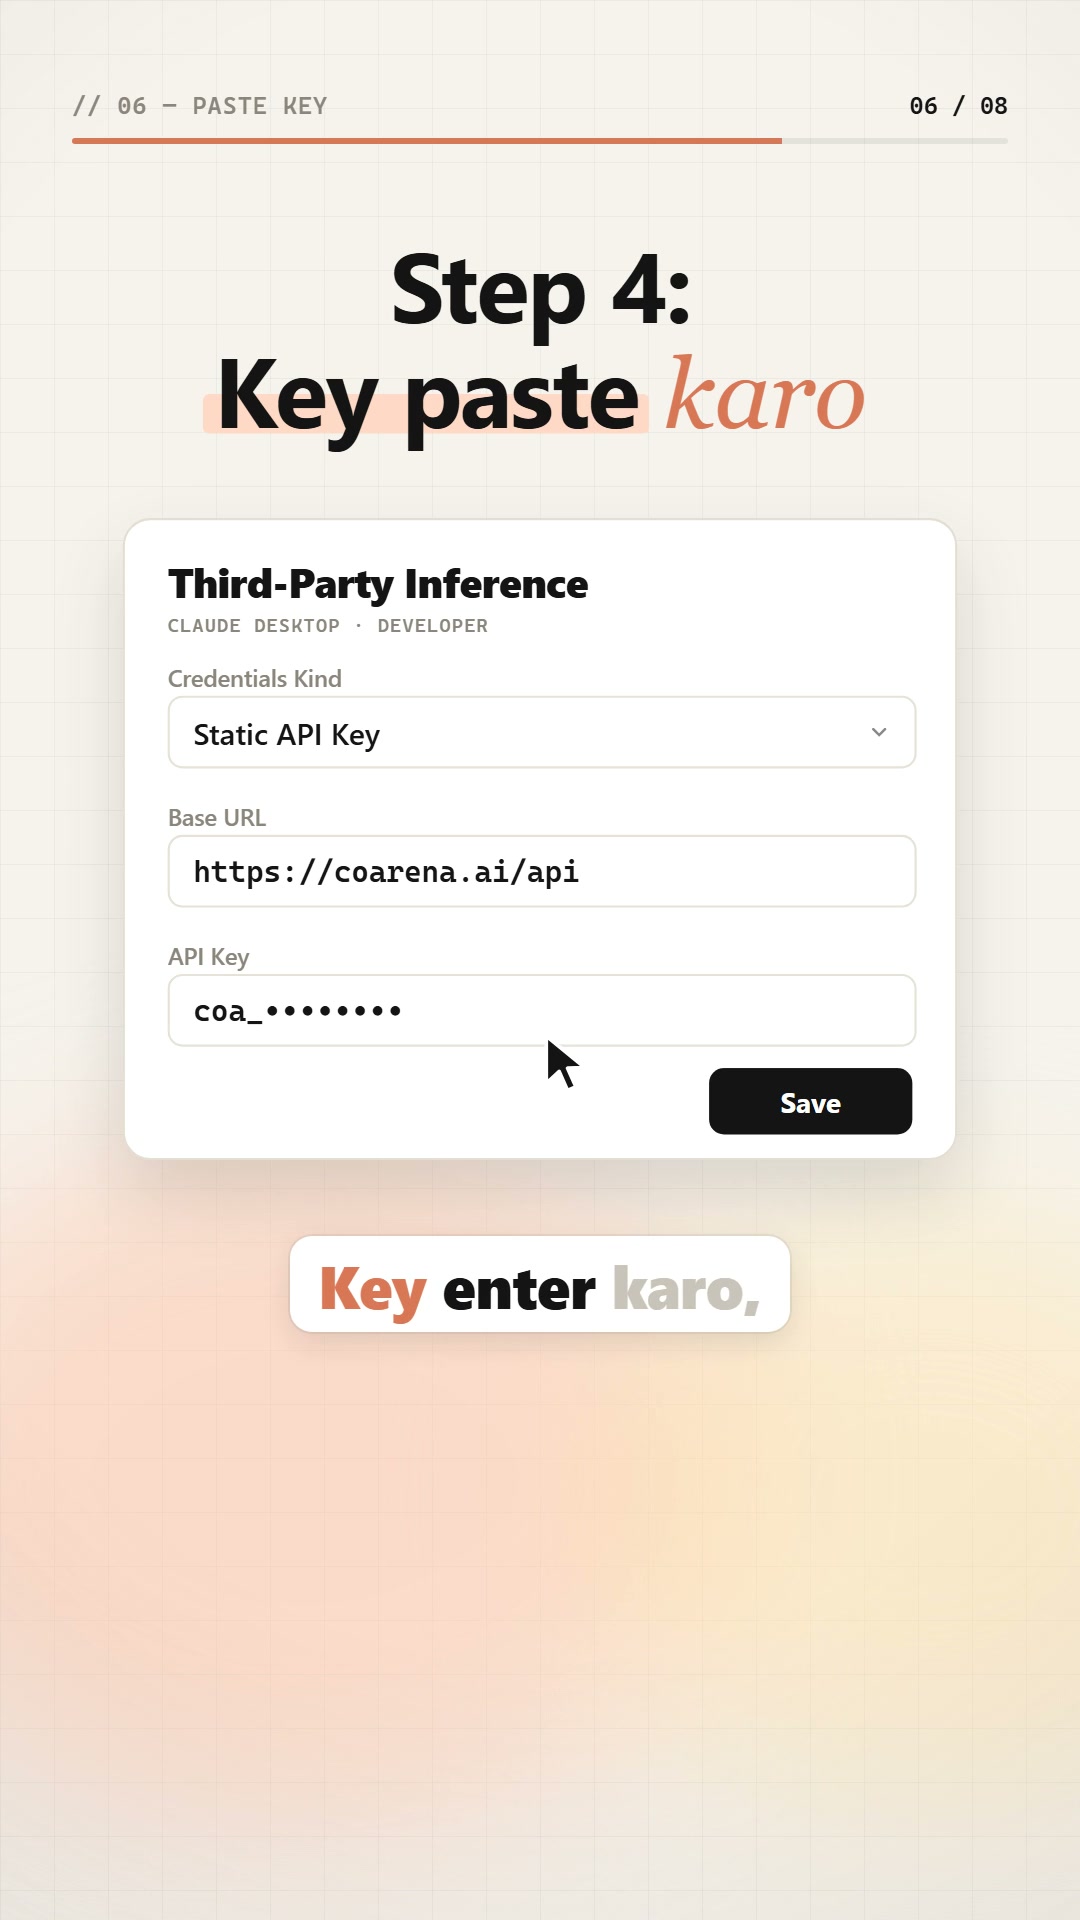 // 06 – PASTE KEY
06 / 08
Step 4:
Key paste karo
Third-Party Inference
CLAUDE DESKTOP · DEVELOPER
Credentials Kind
Static API Key
Base URL
https://coarena.ai/api
API Key
coa_••••••••
Save
Key enter karo,